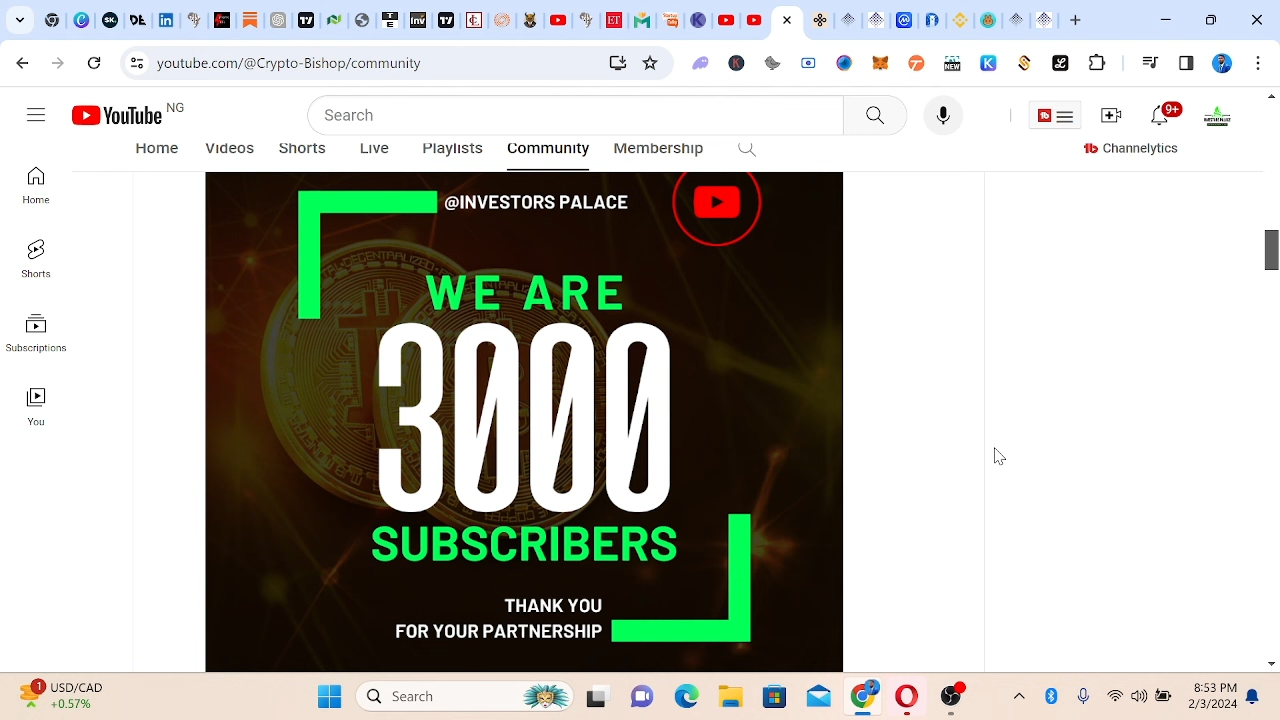 youtube.com/@Crypto-Bishop/community
NEW
YouTube NG
Search
9+
Home Videos Shorts Live Playlists Community Membership
Channelytics
Home
Shorts
Subscriptions
You
@INVESTORS PALACE
WE ARE
3000
SUBSCRIBERS
THANK YOU
FOR YOUR PARTNERSHIP
1
USD/CAD
+0.57%
Search
8:53 PM
2/3/2024